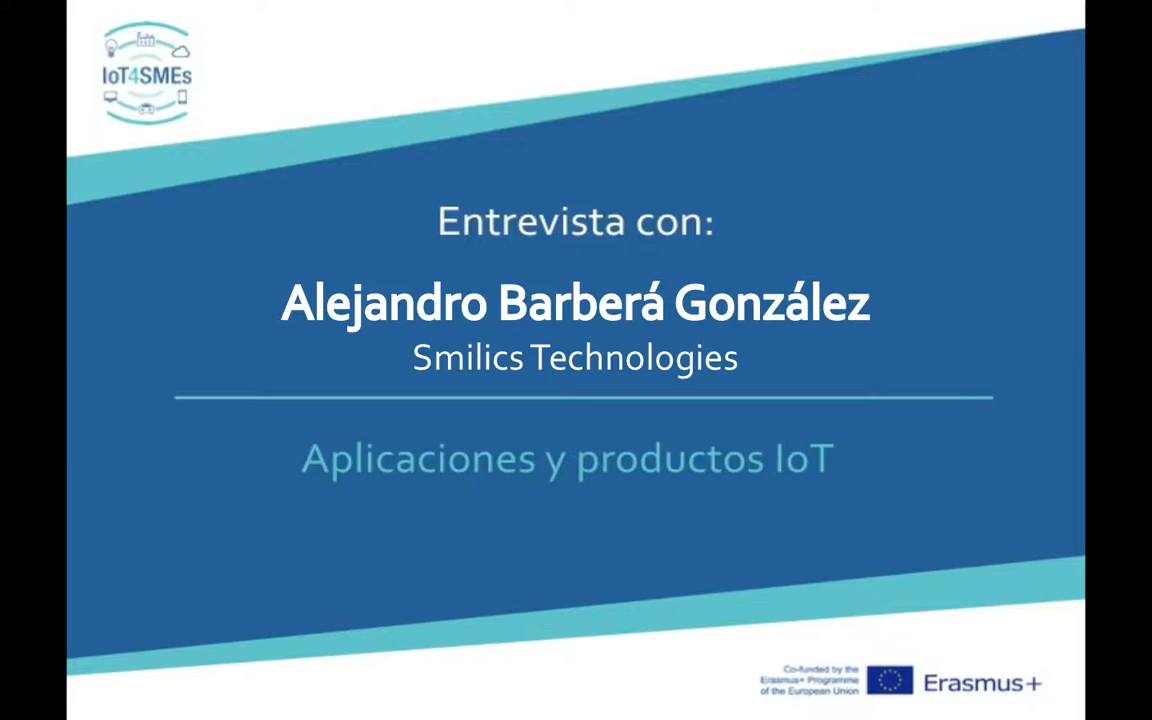 IoT4SMEs
Entrevista con:
Alejandro Barberá González
Smilics Technologies
Aplicaciones y productos IoT
Co-funded by the
Erasmus+ Programme
of the European Union
Erasmus+